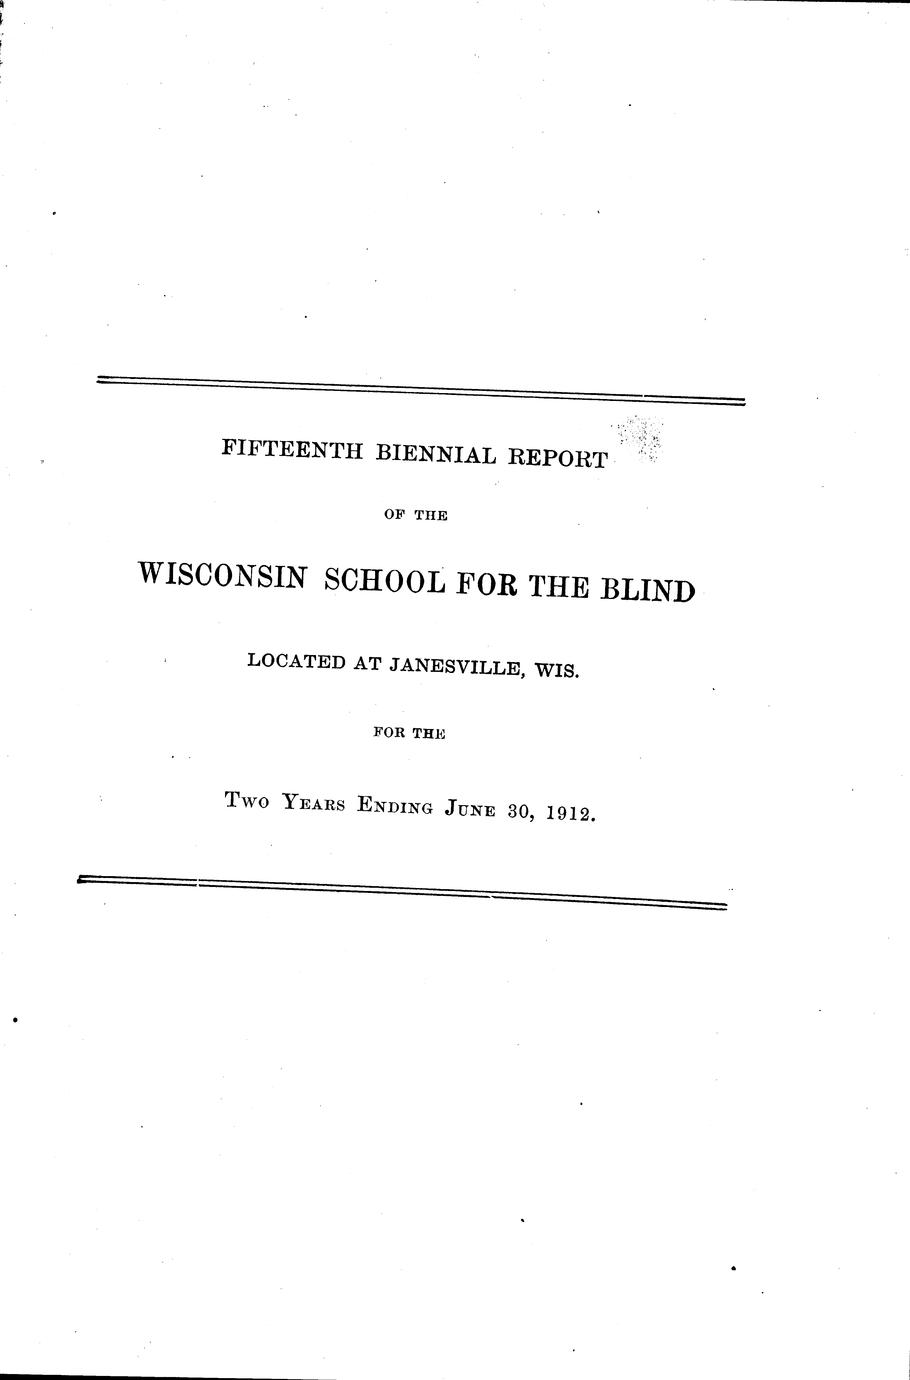 FIFTEENTH BIENNIAL REPORT
OF THE
WISCONSIN SCHOOL FOR THE BLIND
LOCATED AT JANESVILLE, WIS.
FOR THE
TWO YEARS ENDING JUNE 30, 1912.